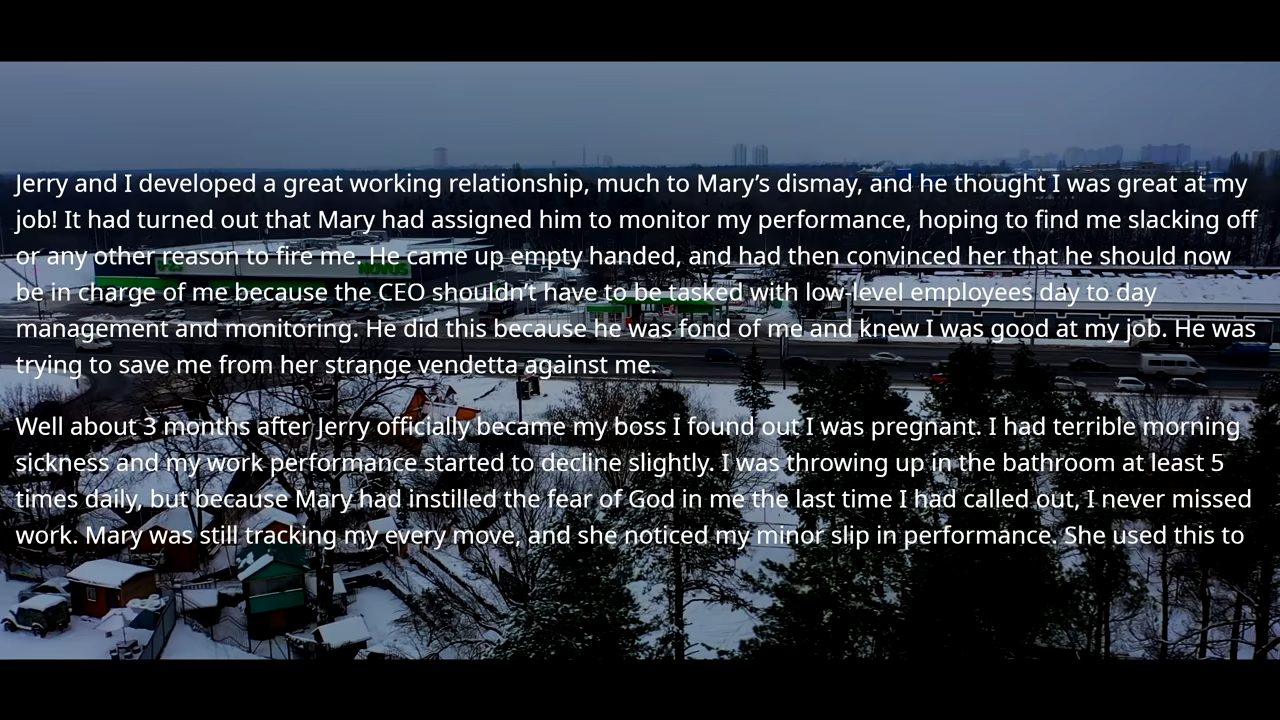 Jerry and I developed a great working relationship, much to Mary’s dismay, and he thought I was great at my
job! It had turned out that Mary had assigned him to monitor my performance, hoping to find me slacking off
or any other reason to fire me. He came up empty handed, and had then convinced her that he should now
be in charge of me because the CEO shouldn’t have to be tasked with low-level employees day to day
management and monitoring. He did this because he was fond of me and knew I was good at my job. He was
trying to save me from her strange vendetta against me.
Well about 3 months after Jerry officially became my boss I found out I was pregnant. I had terrible morning
sickness and my work performance started to decline slightly. I was throwing up in the bathroom at least 5
times daily, but because Mary had instilled the fear of God in me the last time I had called out, I never missed
work. Mary was still tracking my every move, and she noticed my minor slip in performance. She used this to
NOVUS